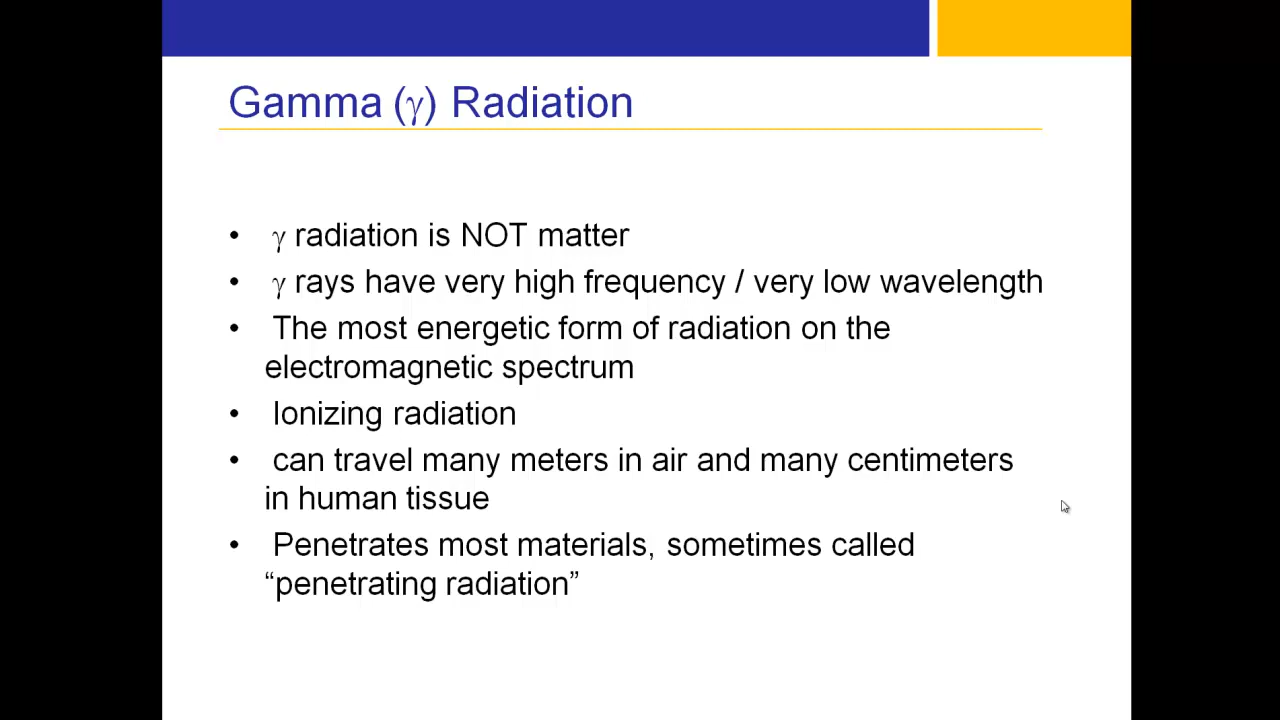 Gamma (γ) Radiation
• γ radiation is NOT matter
• γ rays have very high frequency / very low wavelength
• The most energetic form of radiation on the
electromagnetic spectrum
• Ionizing radiation
• can travel many meters in air and many centimeters
in human tissue
• Penetrates most materials, sometimes called
“penetrating radiation”